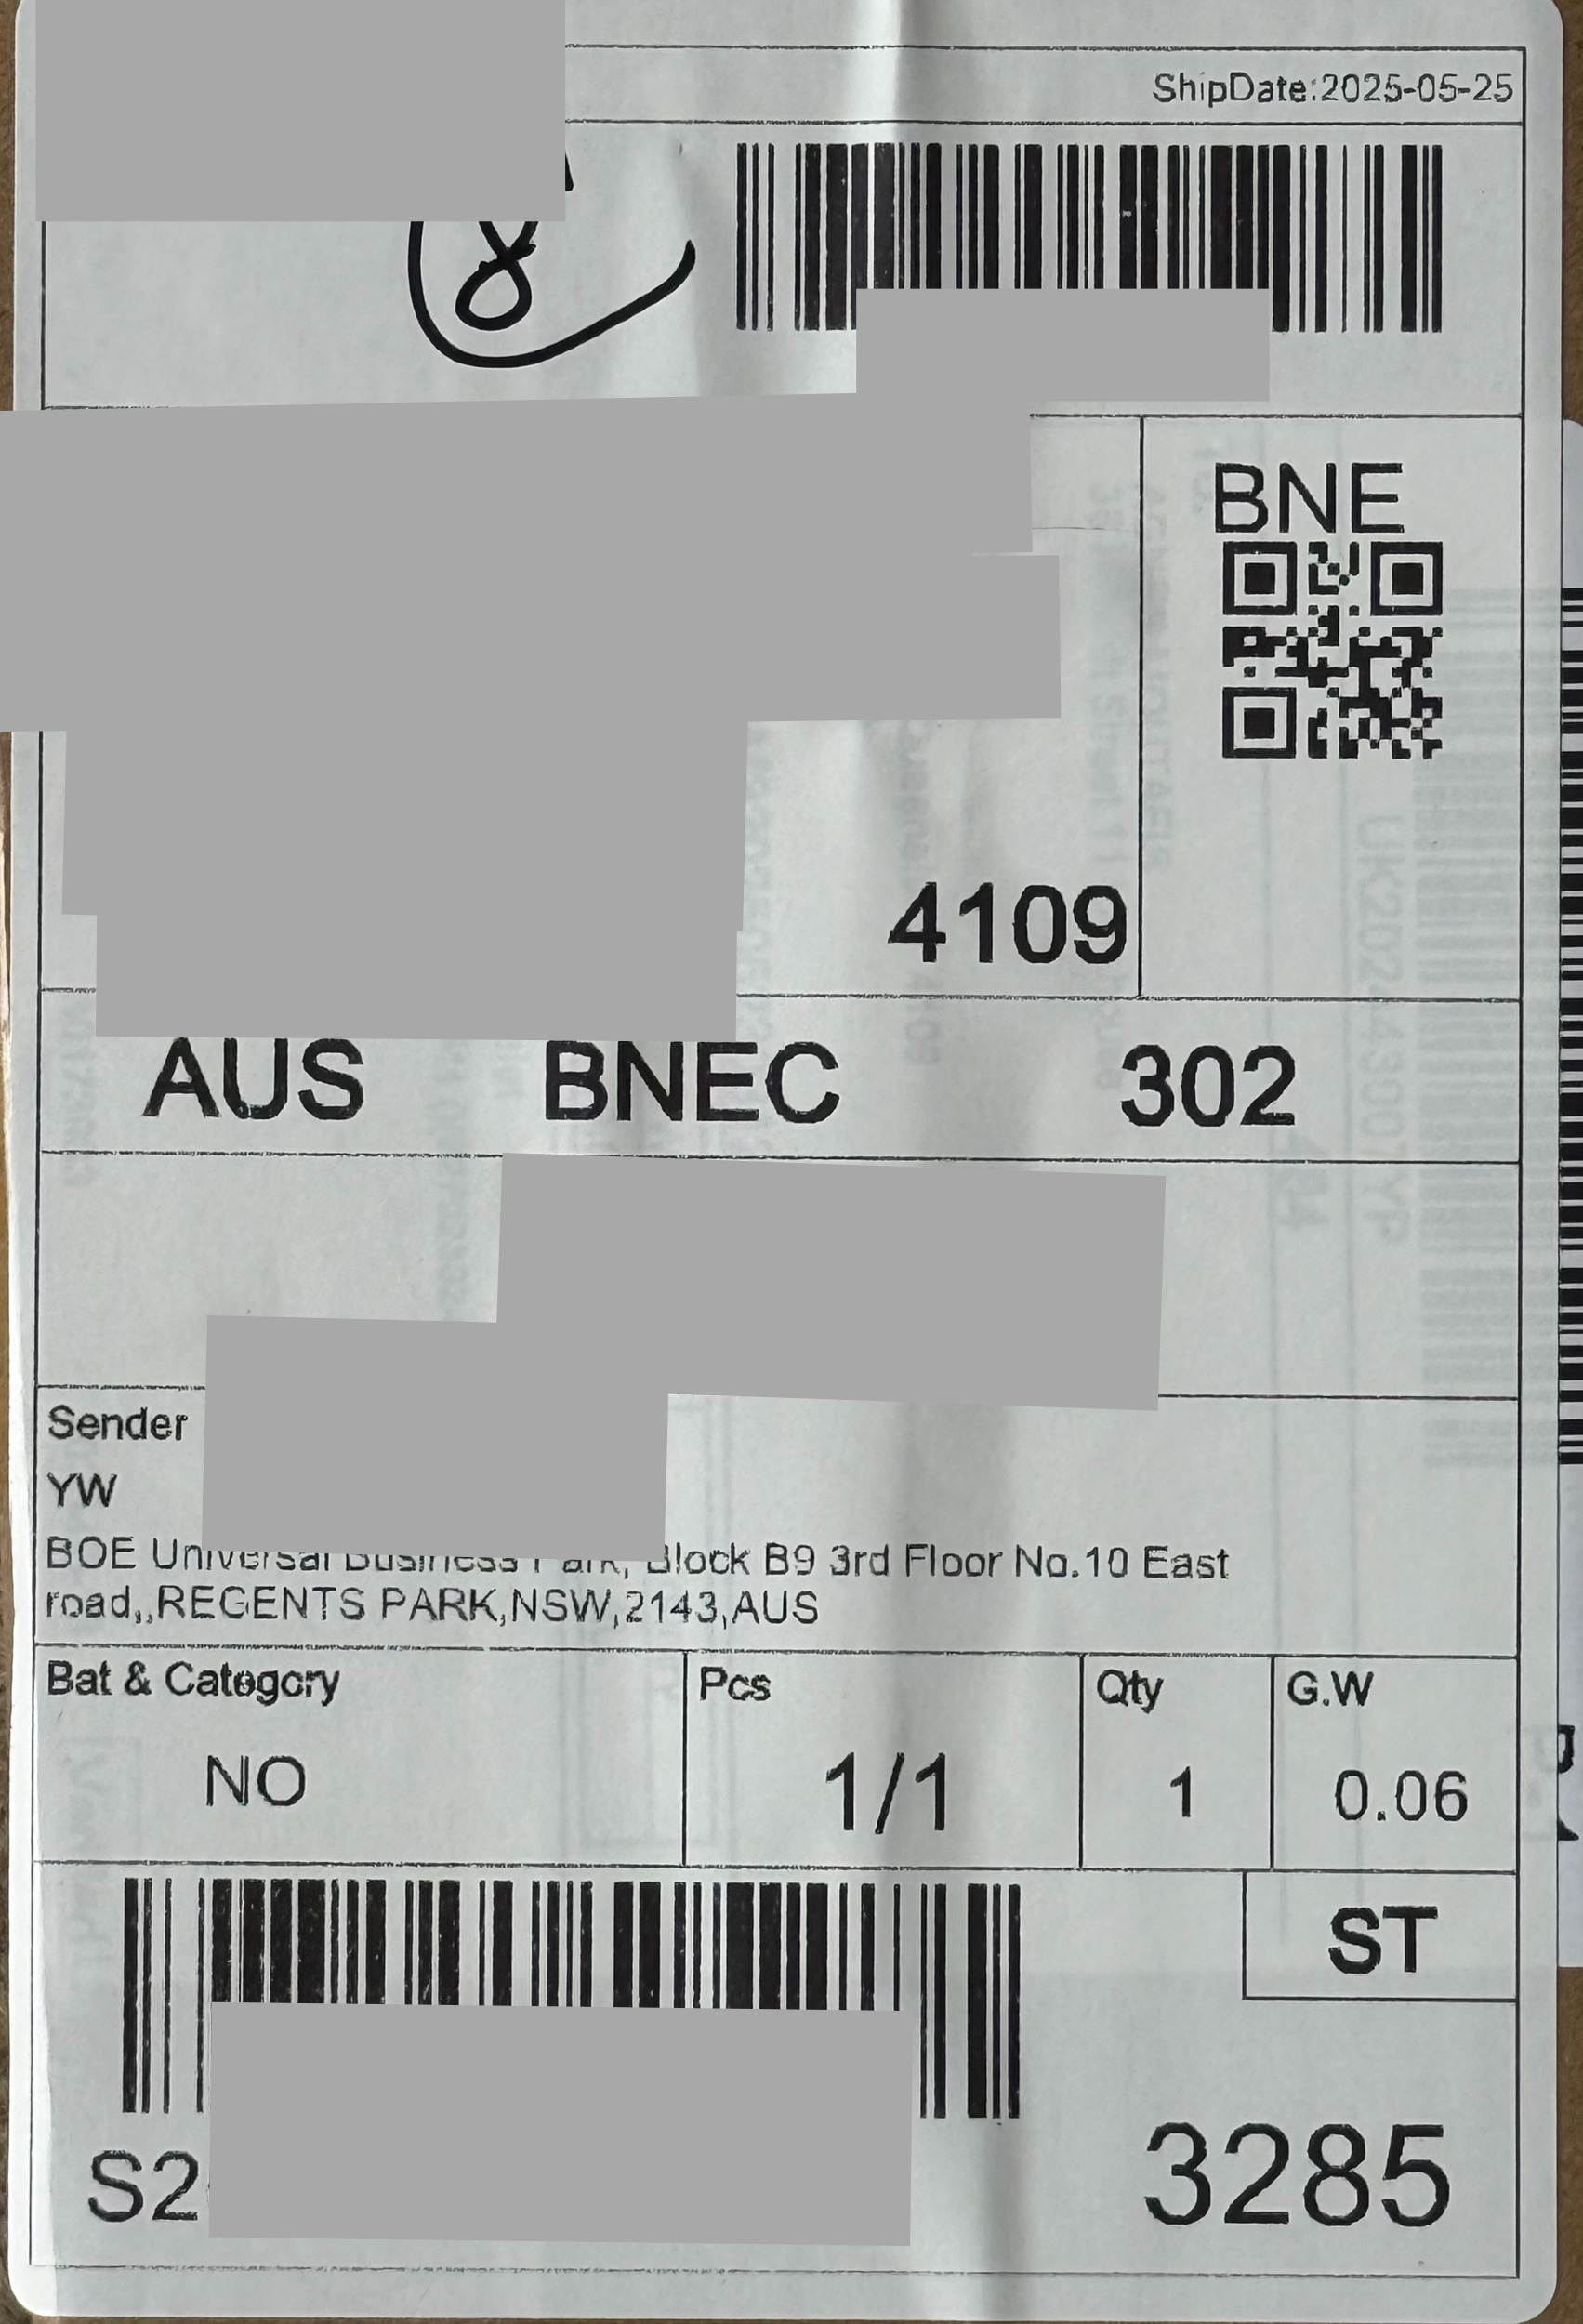 ShipDate:2025-05-25
8
BNE
4109
AUS BNEC 302
Sender
YW
BOE Universal Business Park, Block B9 3rd Floor No.10 East
road,,REGENTS PARK,NSW,2143,AUS
Bat & Category Pcs Qty G.W
NO 1/1 1 0.06
ST
S2
3285